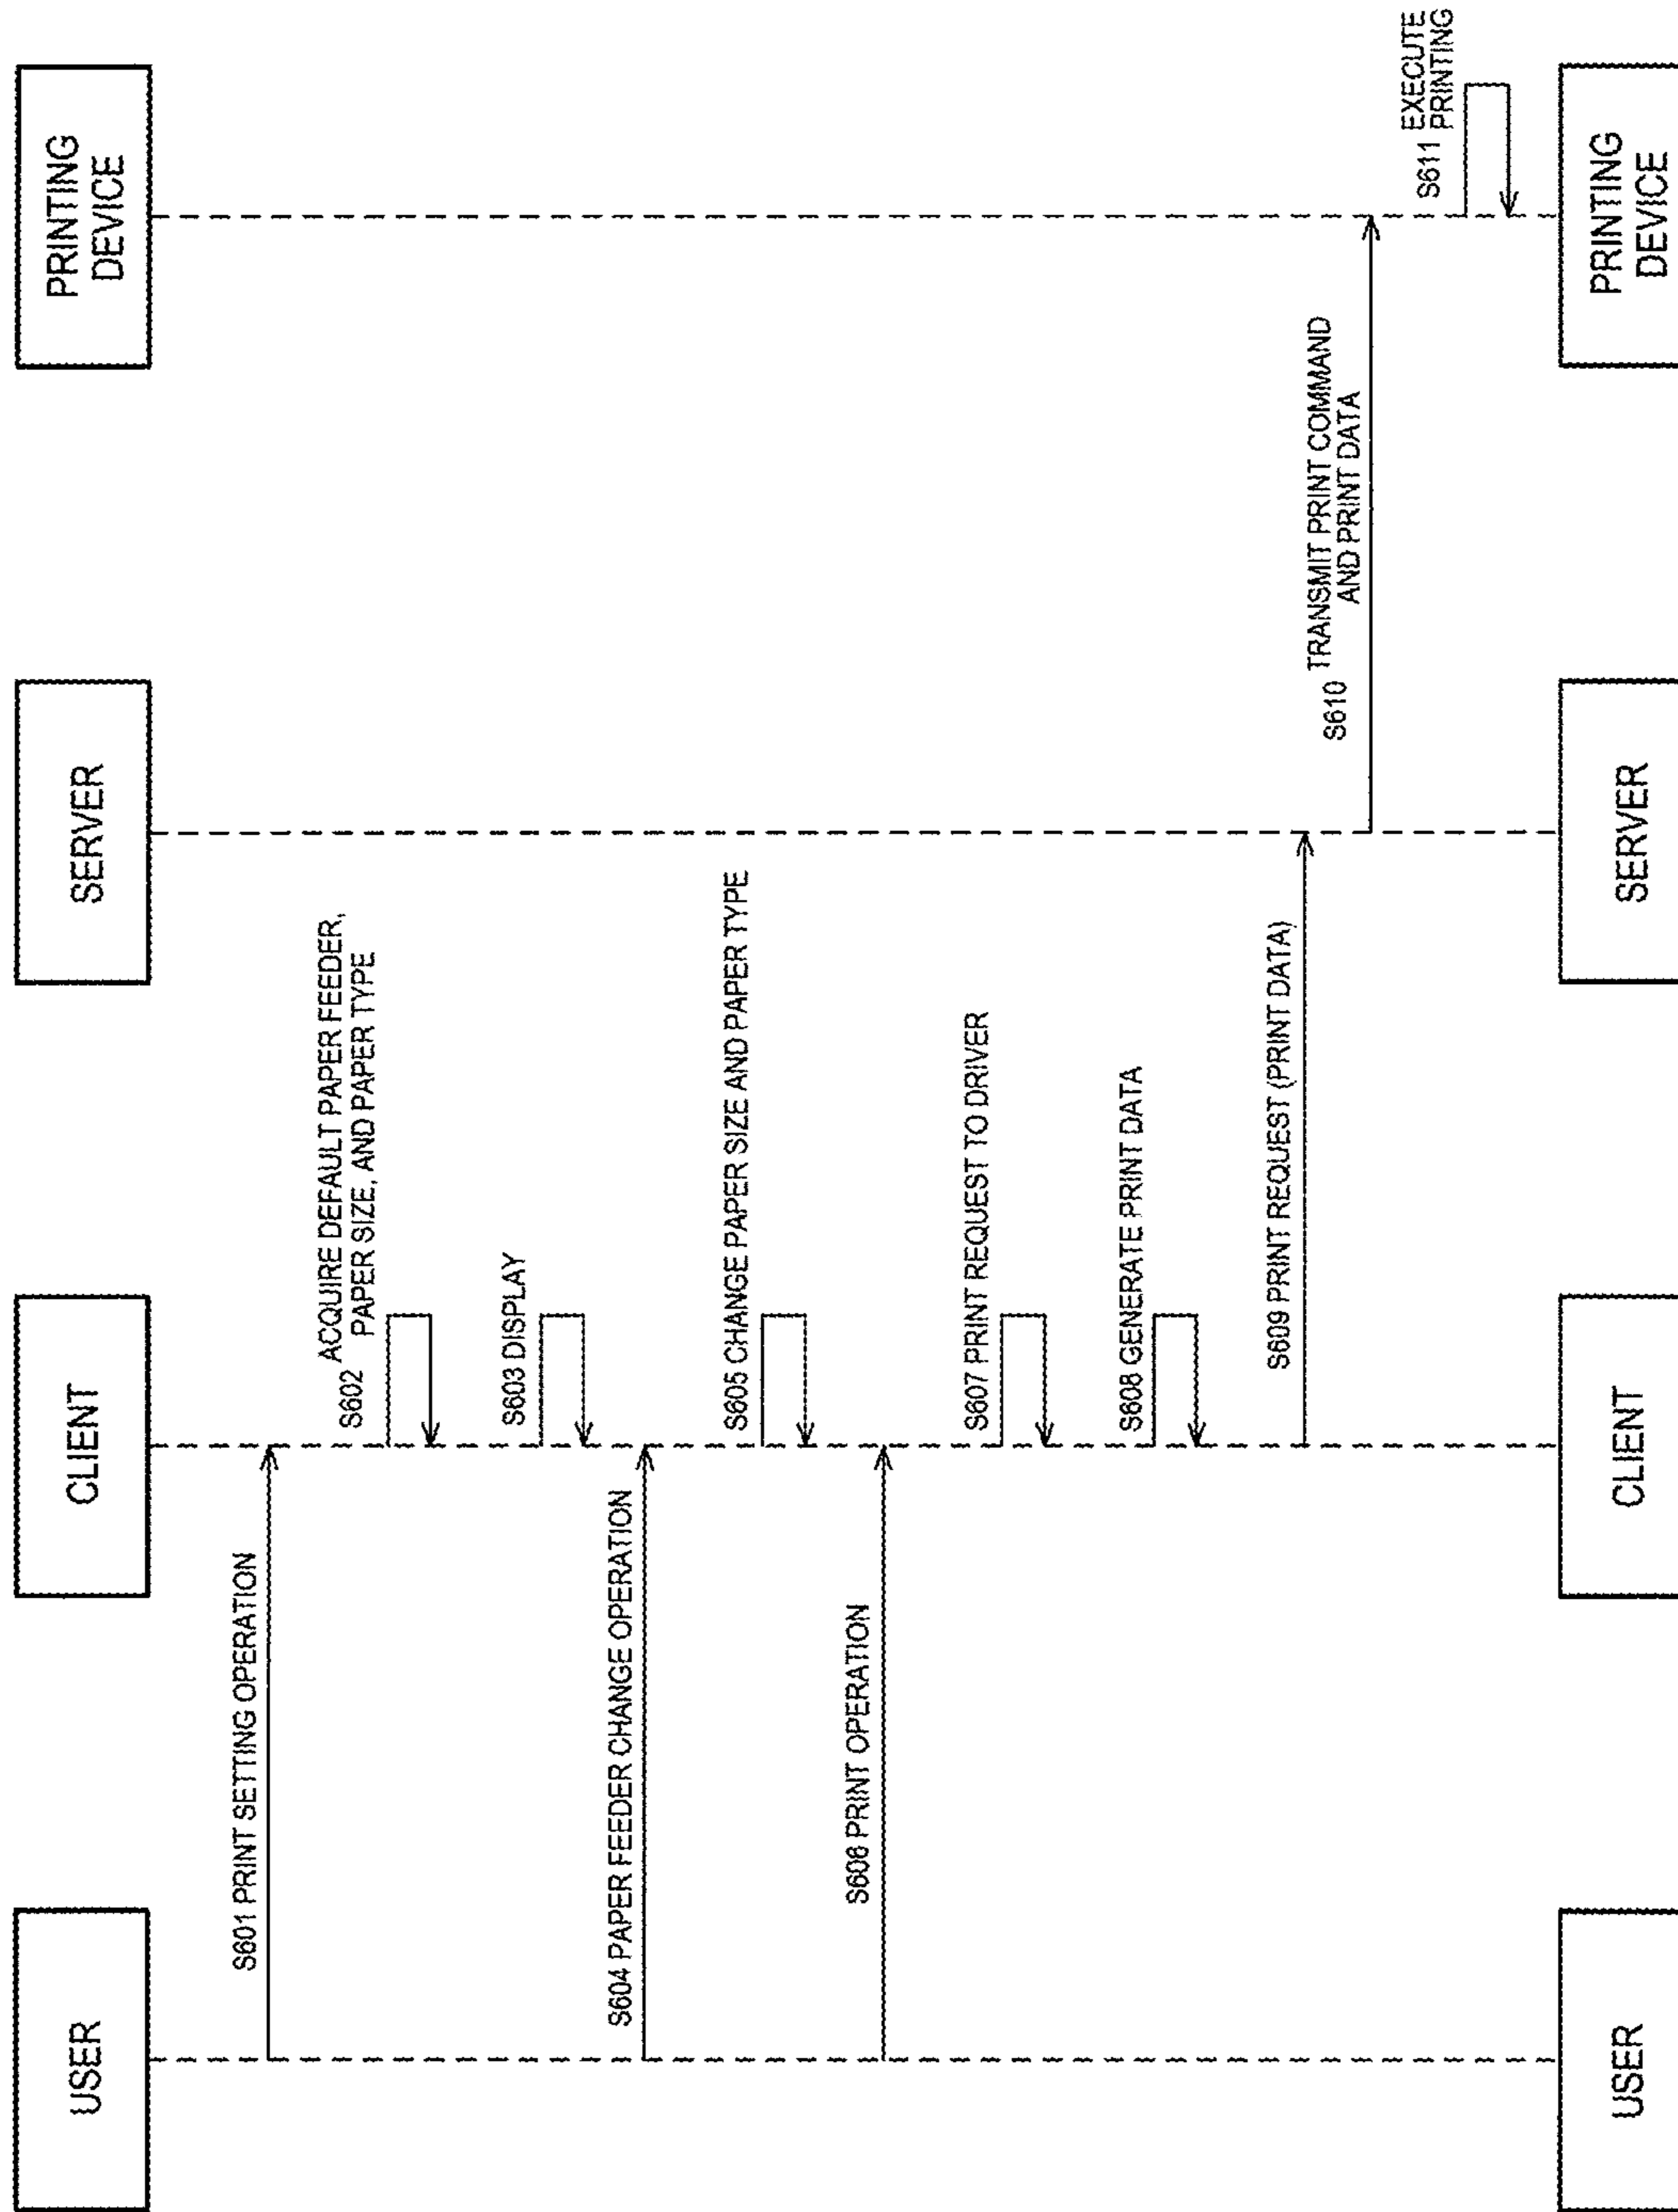 USER
CLIENT
SERVER
PRINTING
DEVICE
S601 PRINT SETTING OPERATION
S602 ACQUIRE DEFAULT PAPER FEEDER,
PAPER SIZE, AND PAPER TYPE
S603 DISPLAY
S604 PAPER FEEDER CHANGE OPERATION
S605 CHANGE PAPER SIZE AND PAPER TYPE
S606 PRINT OPERATION
S607 PRINT REQUEST TO DRIVER
S608 GENERATE PRINT DATA
S609 PRINT REQUEST (PRINT DATA)
S610 TRANSMIT PRINT COMMAND
AND PRINT DATA
S611 EXECUTE
PRINTING
USER
CLIENT
SERVER
PRINTING
DEVICE